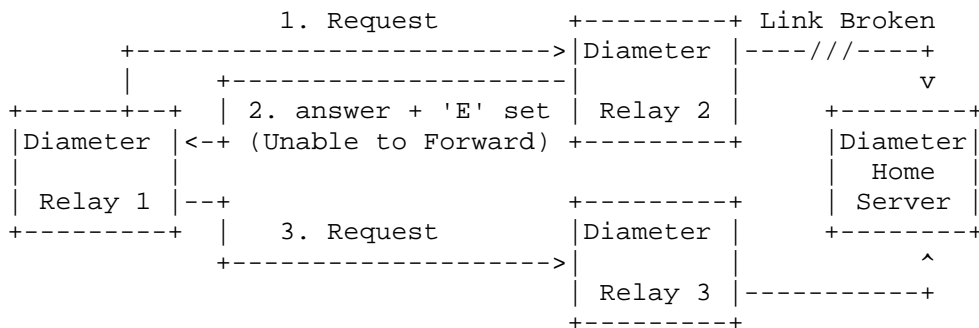 1. Request +---------+ Link Broken
+-------------------------->|Diameter |----///----+
| +---------------------| | v
+------+--+ | 2. answer + 'E' set | Relay 2 | +--------+
|Diameter |<-+ (Unable to Forward) +---------+ |Diameter|
| | | Home |
| Relay 1 |--+ +---------+ | Server |
+---------+ | 3. Request |Diameter | +--------+
+-------------------->| | ^
| Relay 3 |-----------+
+---------+